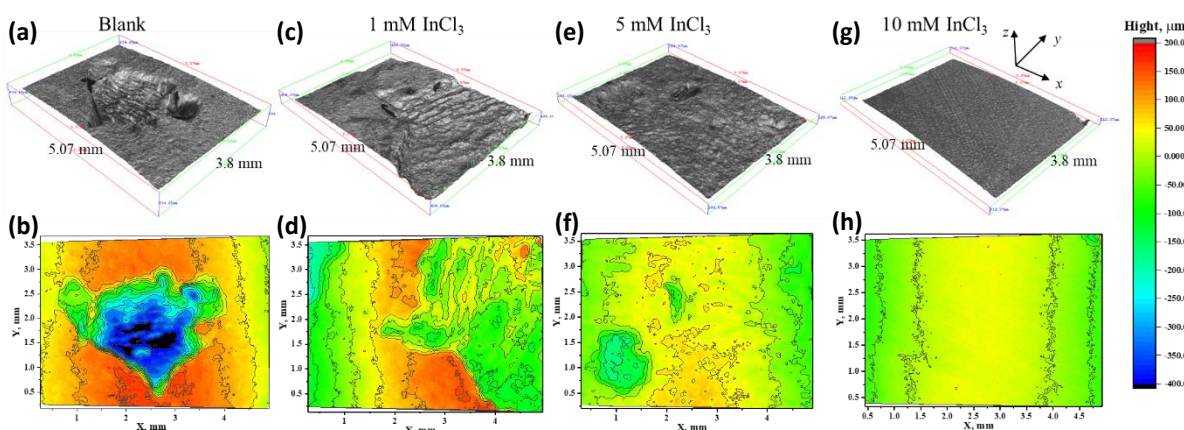 Blank
1 mM InCl3
5 mM InCl3
10 mM InCl3
(a)
(c)
(e)
(g)
z
y
x
Hight, μm
5.07 mm
3.8 mm
5.07 mm
3.8 mm
5.07 mm
3.8 mm
5.07 mm
3.8 mm
200.0
150.0
100.0
50.00
0.000
-50.00
-100.0
-150.0
-200.0
-250.0
-300.0
-350.0
-400.0
(b)
(d)
(f)
(h)
Y, mm
3.5
3.0
2.5
2.0
1.5
1.0
0.5
1
2
3
4
X, mm
Y, mm
3.5
3.0
2.5
2.0
1.5
1.0
0.5
1
2
3
4
X, mm
Y, mm
3.5
3.0
2.5
2.0
1.5
1.0
0.5
1
2
3
4
X, mm
Y, mm
3.5
3.0
2.5
2.0
1.5
1.0
0.5
0.5 1.0 1.5 2.0 2.5 3.0 3.5 4.0 4.5
X, mm